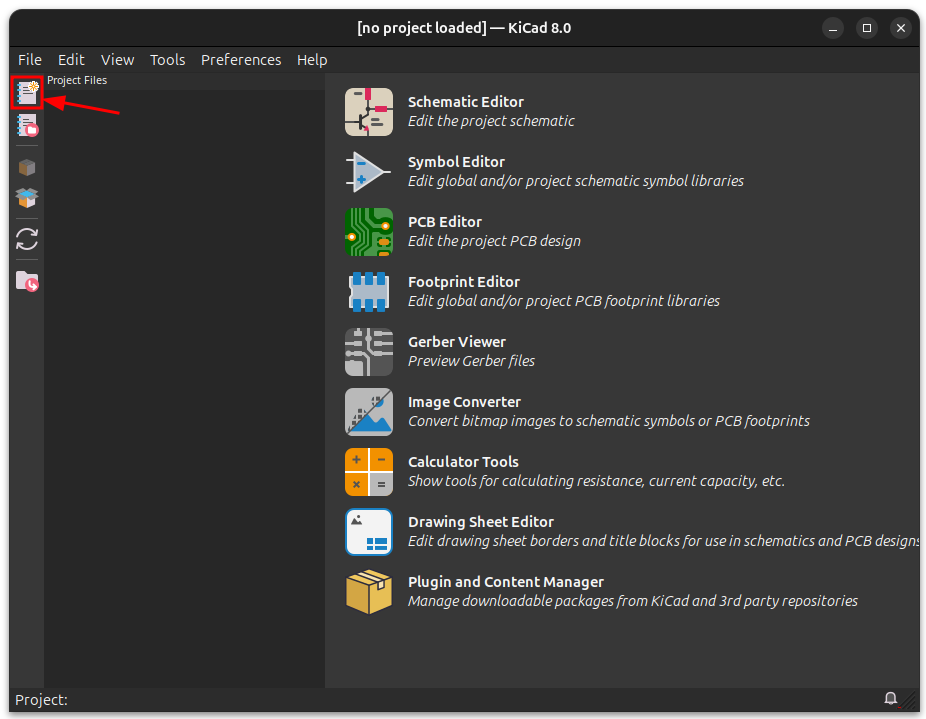 [no project loaded] — KiCad 8.0
File Edit View Tools Preferences Help
Project Files
Schematic Editor
Edit the project schematic
Symbol Editor
Edit global and/or project schematic symbol libraries
PCB Editor
Edit the project PCB design
Footprint Editor
Edit global and/or project PCB footprint libraries
Gerber Viewer
Preview Gerber files
Image Converter
Convert bitmap images to schematic symbols or PCB footprints
Calculator Tools
Show tools for calculating resistance, current capacity, etc.
Drawing Sheet Editor
Edit drawing sheet borders and title blocks for use in schematics and PCB designs
Plugin and Content Manager
Manage downloadable packages from KiCad and 3rd party repositories
Project: